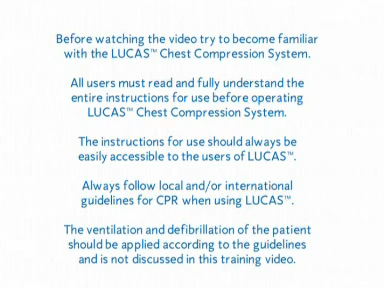 Before watching the video try to become familiar
with the LUCAS™ Chest Compression System.
All users must read and fully understand the
entire instructions for use before operating
LUCAS™ Chest Compression System.
The instructions for use should always be
easily accessible to the users of LUCAS™.
Always follow local and/or international
guidelines for CPR when using LUCAS™.
The ventilation and defibrillation of the patient
should be applied according to the guidelines
and is not discussed in this training video.